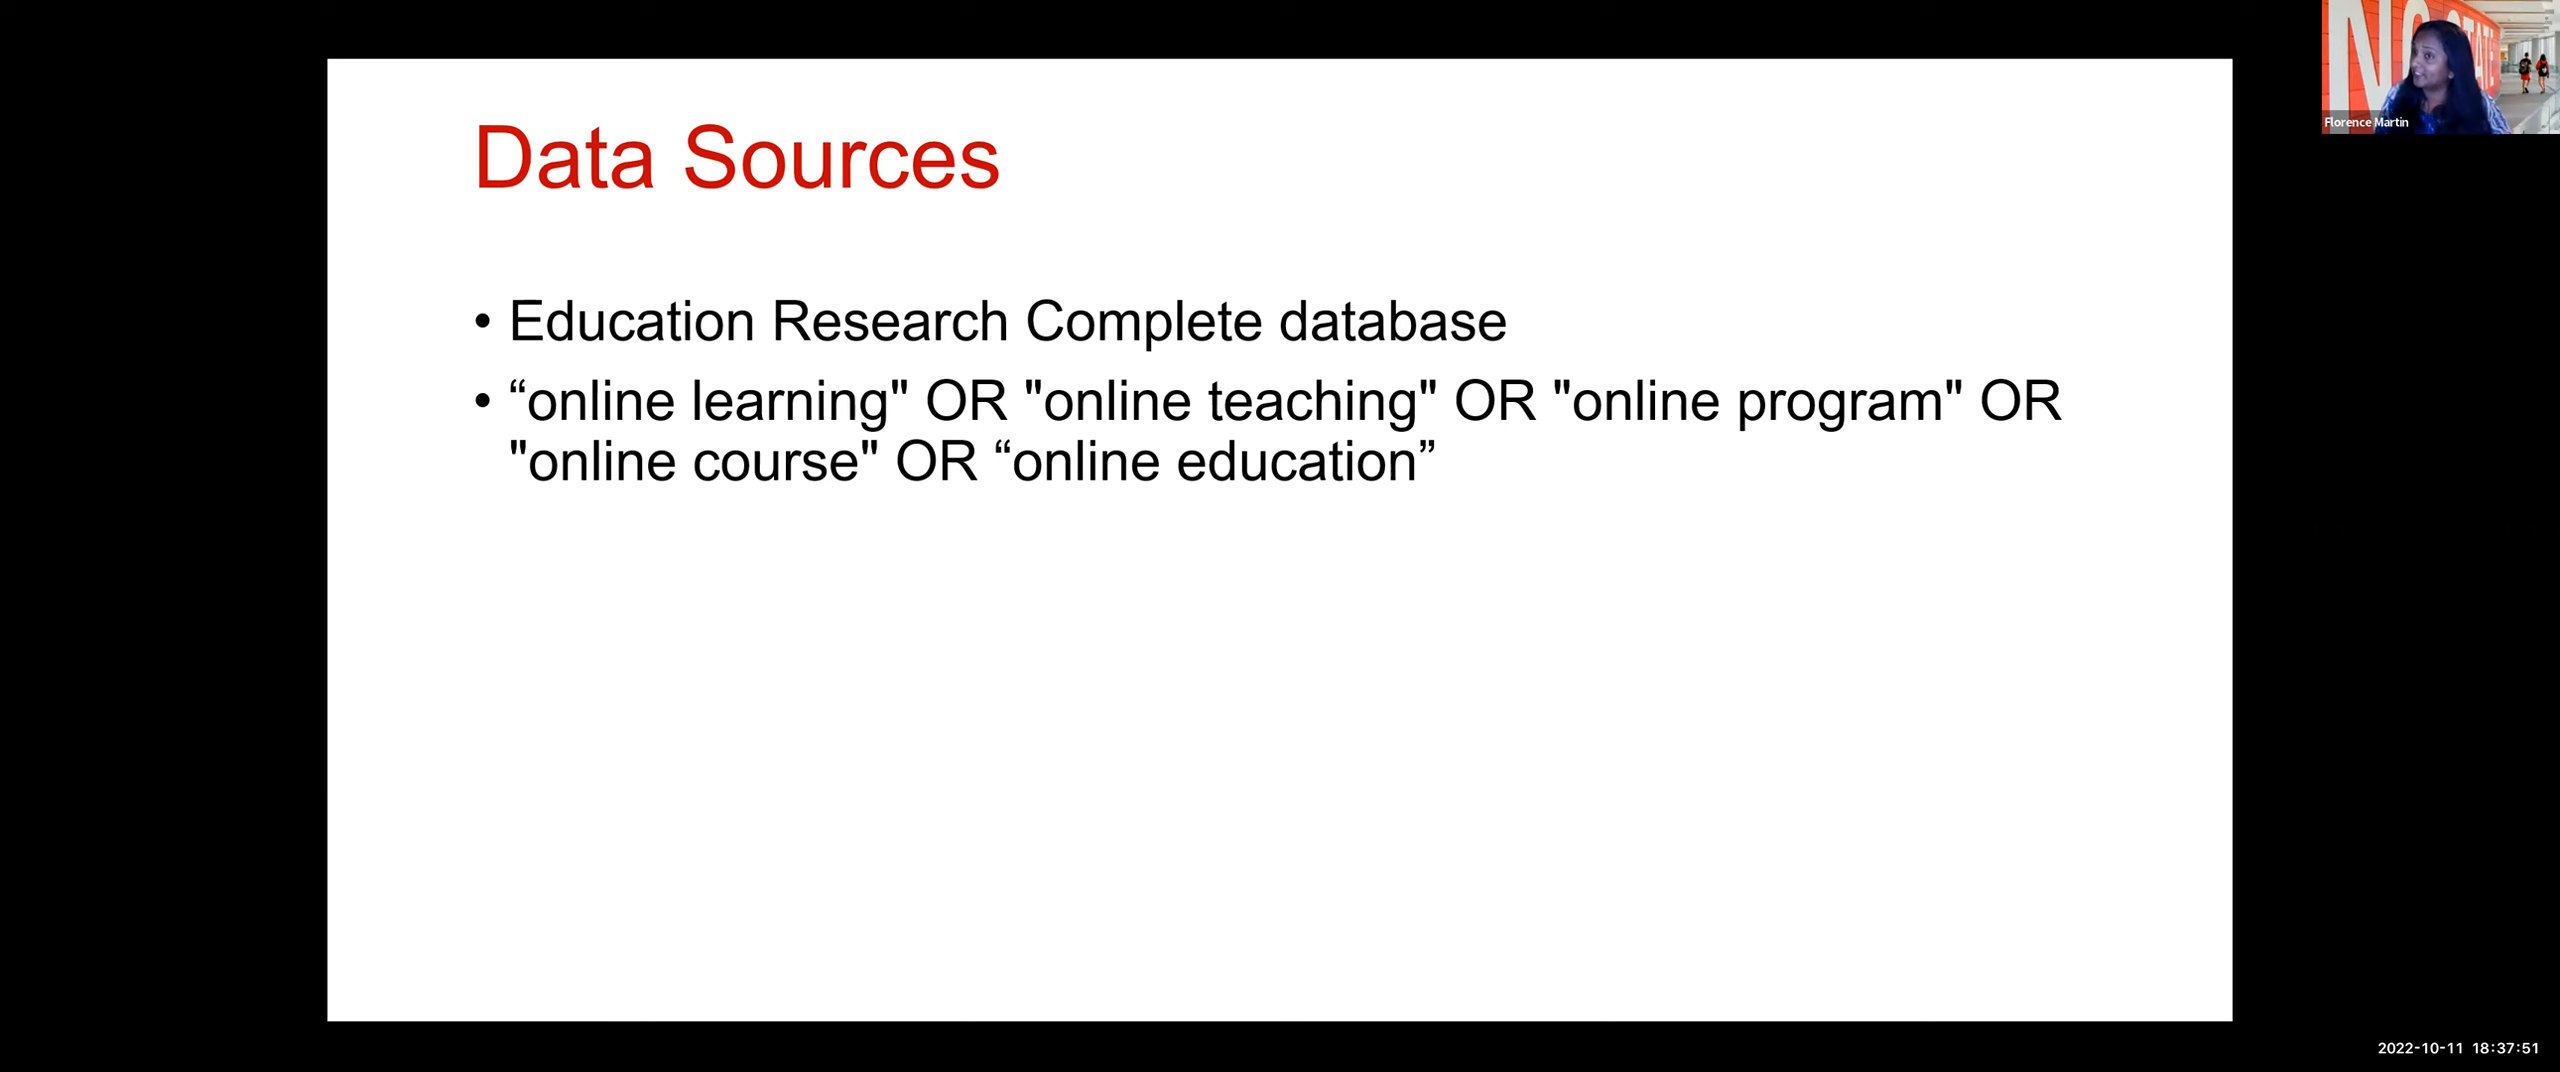 Data Sources
• Education Research Complete database
• “online learning" OR "online teaching" OR "online program" OR
"online course" OR “online education”
Florence Martin
2022-10-11 18:37:51